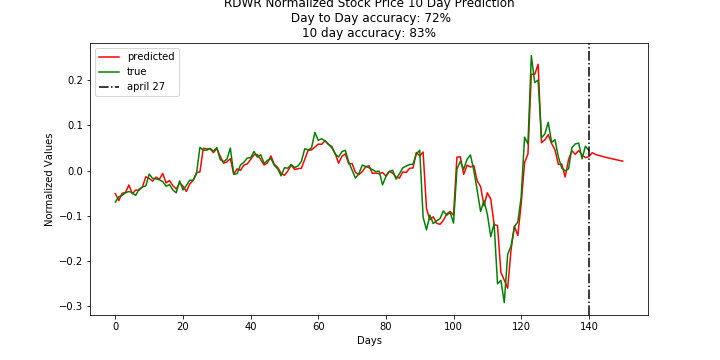 RDWR Normalized Stock Price 10 Day Prediction
Day to Day accuracy: 72%
10 day accuracy: 83%
predicted
true
april 27
Normalized Values
0.2
0.1
0.0
−0.1
−0.2
−0.3
0
20
40
60
80
100
120
140
Days